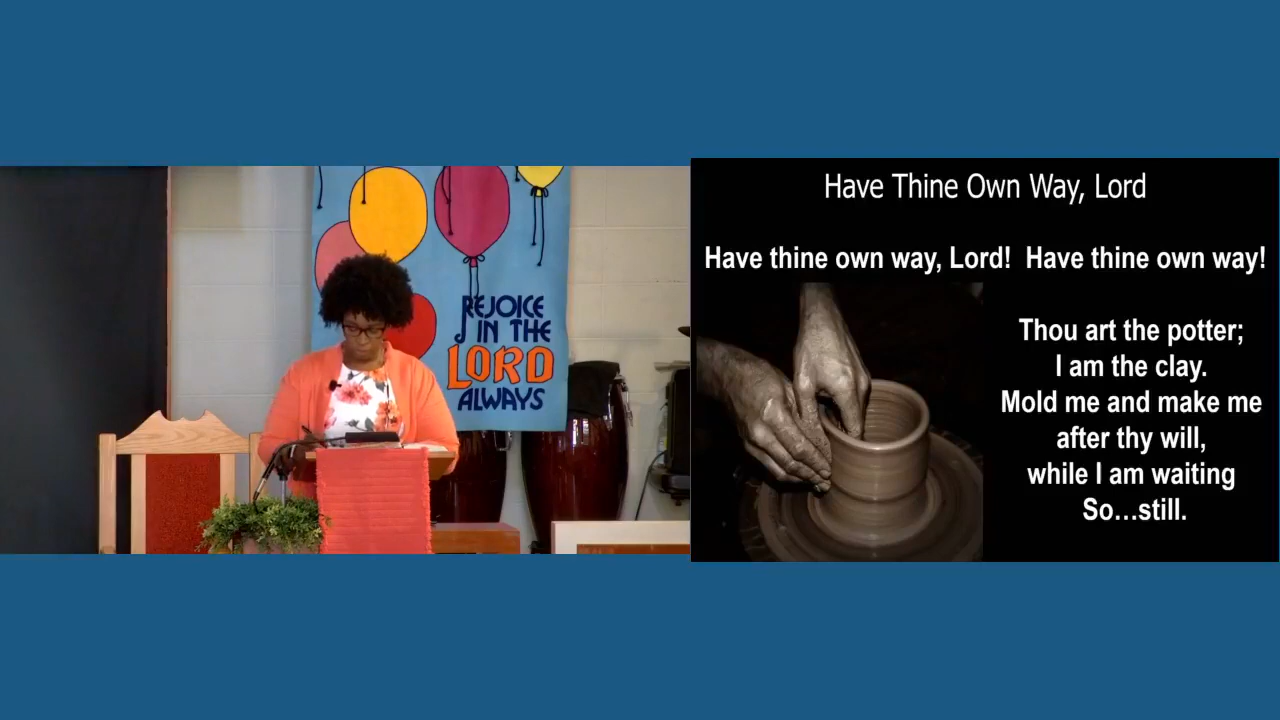 REJOICE
IN THE
LORD
ALWAYS
Have Thine Own Way, Lord
Have thine own way, Lord!  Have thine own way!
Thou art the potter;
I am the clay.
Mold me and make me
after thy will,
while I am waiting
So…still.